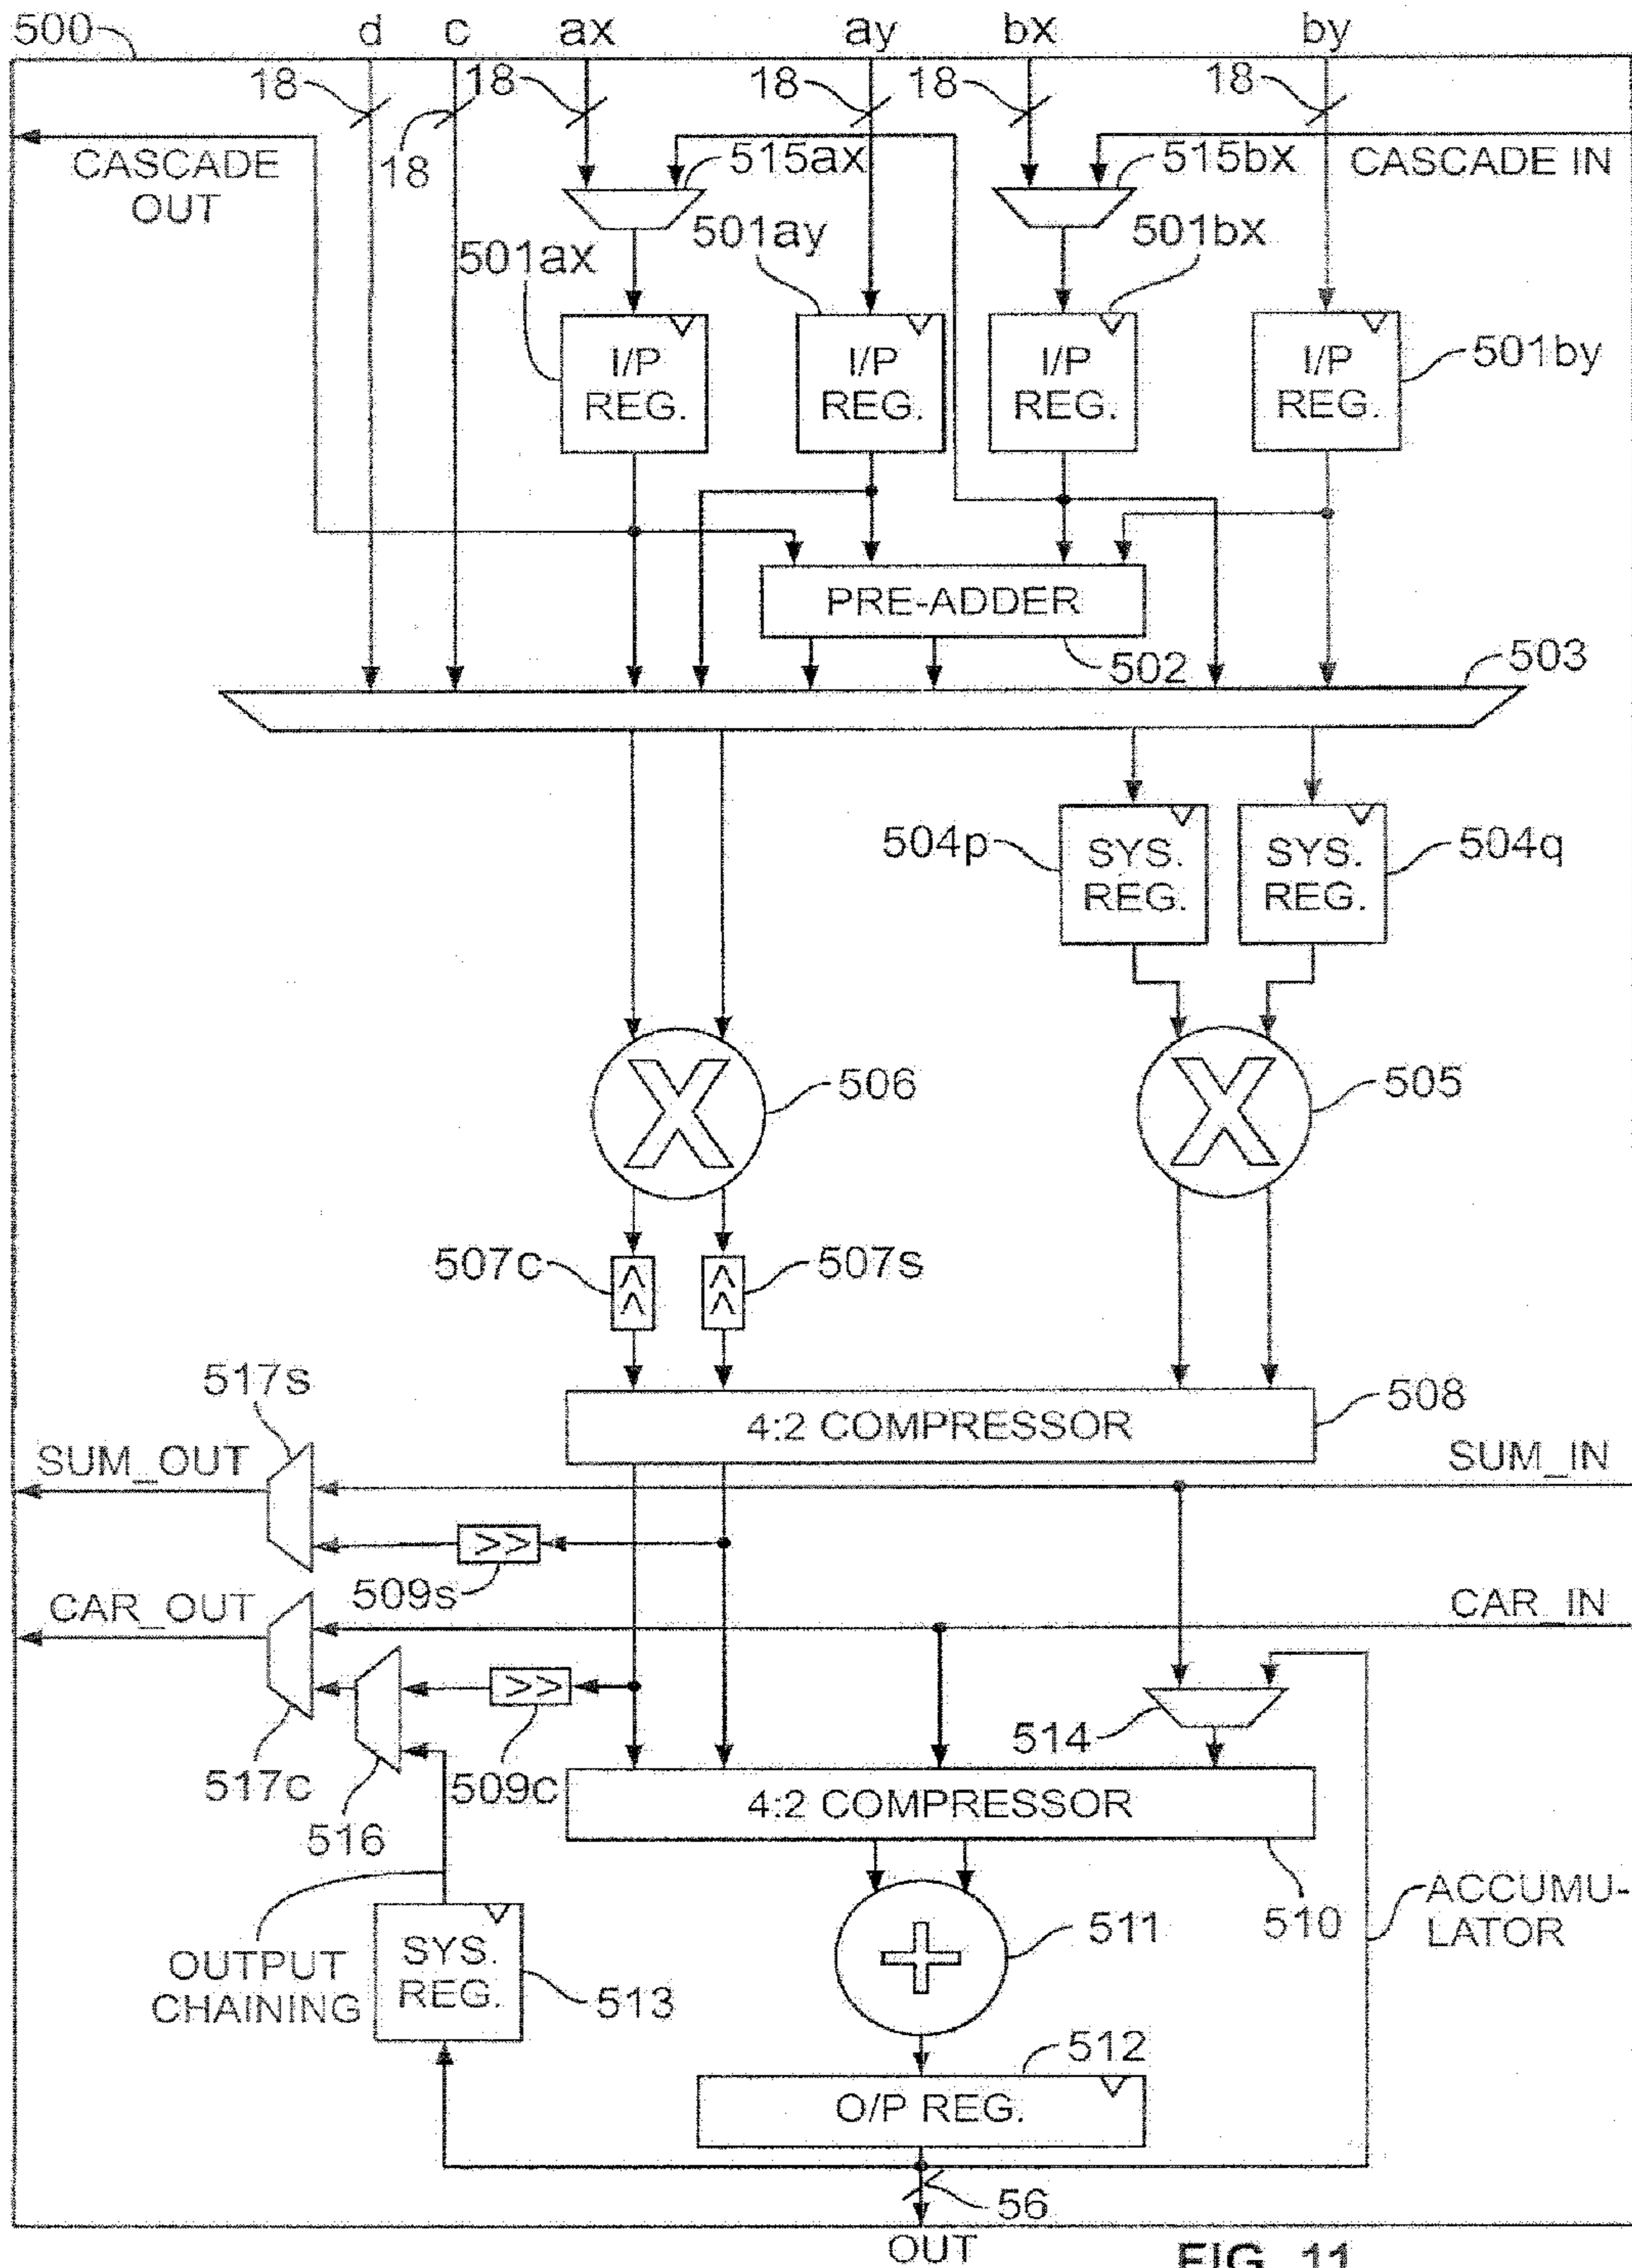 500
d
c
ax
ay
bx
by
18
18
18
18
18
18
CASCADE
OUT
515ax
515bx
CASCADE IN
501ax
501ay
501bx
501by
I/P
REG.
I/P
REG.
I/P
REG.
I/P
REG.
PRE-ADDER
502
503
504p
SYS.
REG.
SYS.
REG.
504q
X
506
X
505
507c
>>
>>
507s
517s
4:2 COMPRESSOR
508
SUM_OUT
SUM_IN
>>
509s
CAR_OUT
CAR_IN
>>
514
517c
509c
516
4:2 COMPRESSOR
510
ACCUMU-
LATOR
+
511
OUTPUT
CHAINING
SYS.
REG.
513
512
O/P REG.
56
OUT
FIG. 11